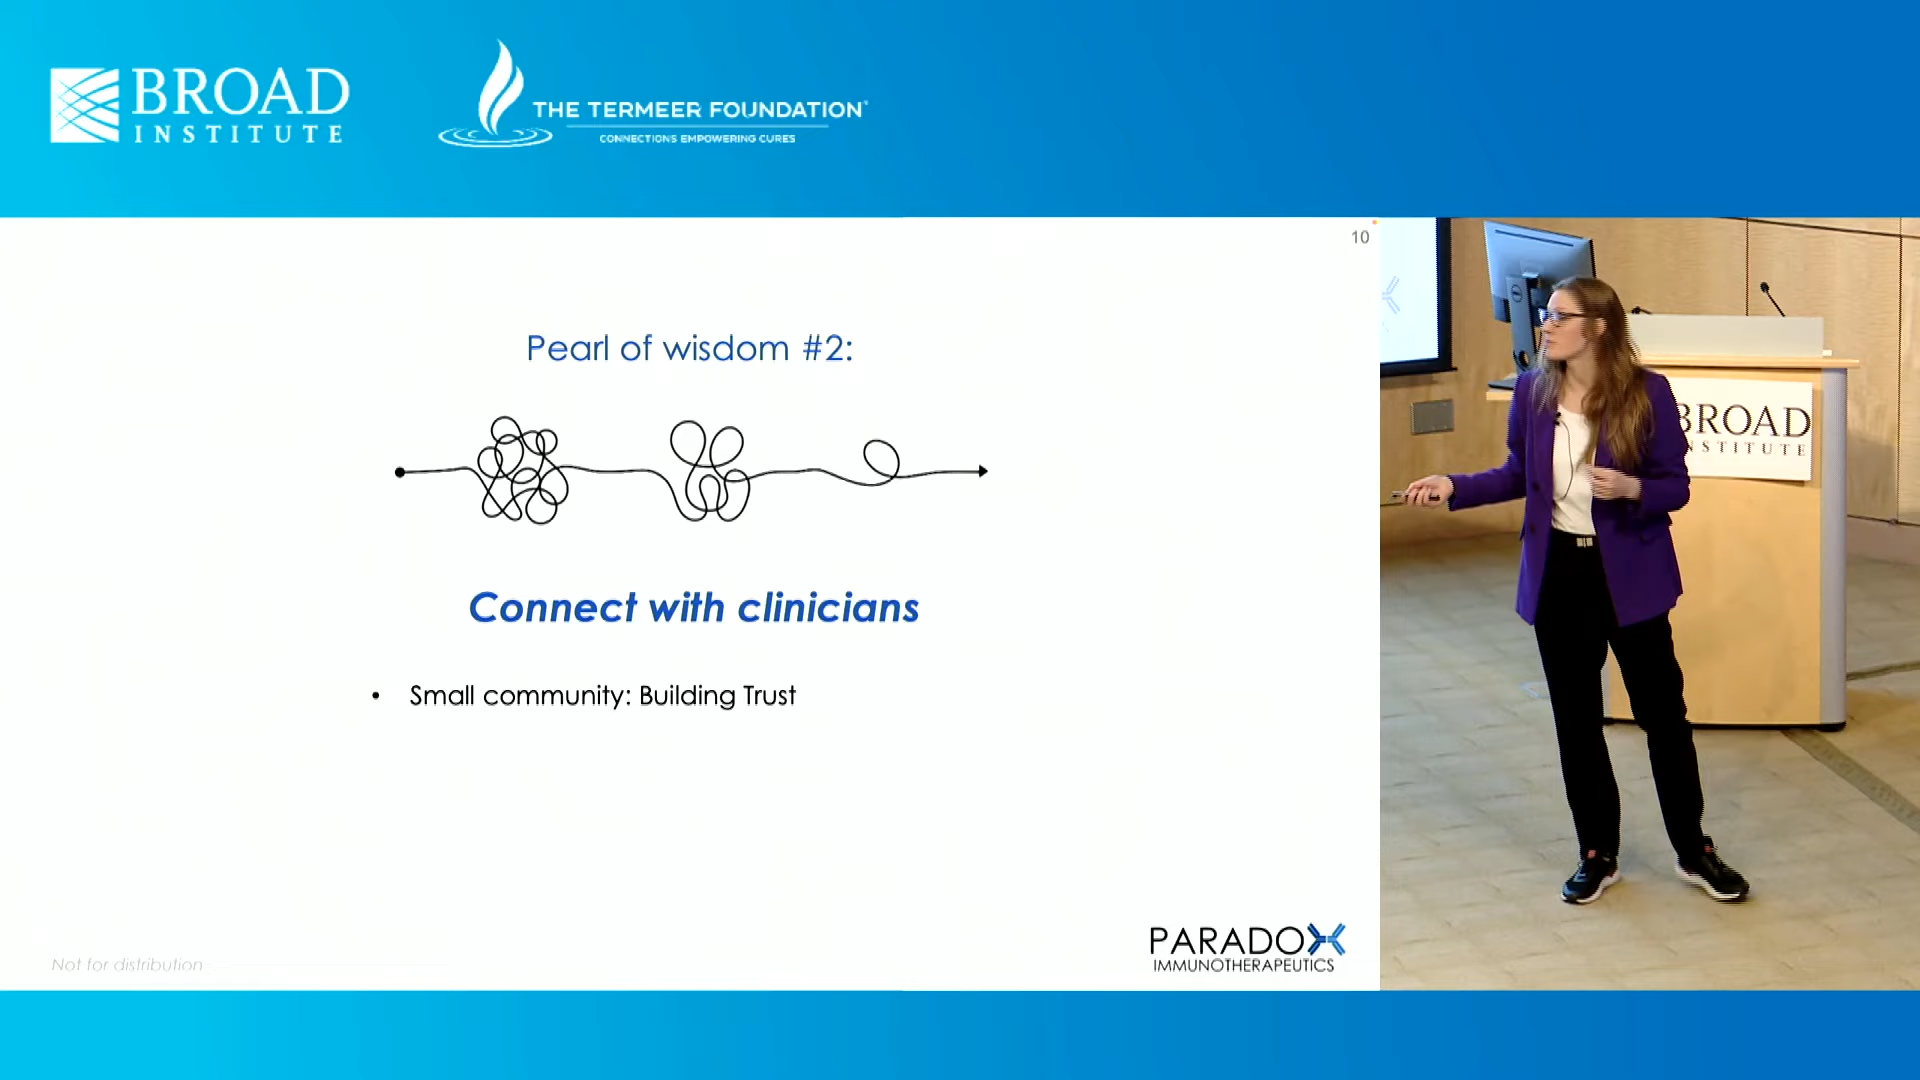 BROAD
INSTITUTE
THE TERMEER FOUNDATION
CONNECTIONS EMPOWERING CURES
10
Pearl of wisdom #2:
Connect with clinicians
• Small community: Building Trust
Not for distribution
PARADOX
IMMUNOTHERAPEUTICS
BROAD
INSTITUTE